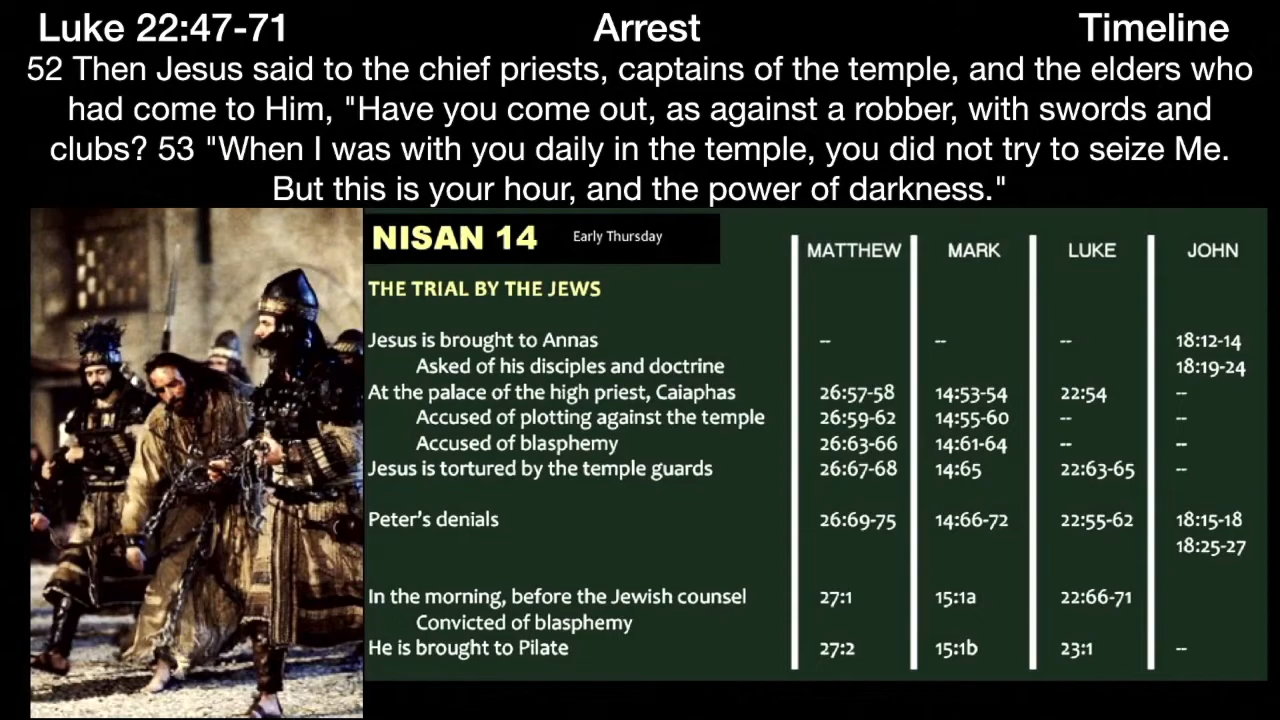 Luke 22:47-71 Arrest Timeline
52 Then Jesus said to the chief priests, captains of the temple, and the elders who
had come to Him, "Have you come out, as against a robber, with swords and
clubs? 53 "When I was with you daily in the temple, you did not try to seize Me.
But this is your hour, and the power of darkness."
NISAN 14 Early Thursday
MATTHEW MARK LUKE JOHN
THE TRIAL BY THE JEWS
Jesus is brought to Annas -- -- -- 18:12-14
Asked of his disciples and doctrine 18:19-24
At the palace of the high priest, Caiaphas 26:57-58 14:53-54 22:54 --
Accused of plotting against the temple 26:59-62 14:55-60 -- --
Accused of blasphemy 26:63-66 14:61-64 -- --
Jesus is tortured by the temple guards 26:67-68 14:65 22:63-65 --
Peter's denials 26:69-75 14:66-72 22:55-62 18:15-18
18:25-27
In the morning, before the Jewish counsel 27:1 15:1a 22:66-71
Convicted of blasphemy
He is brought to Pilate 27:2 15:1b 23:1 --